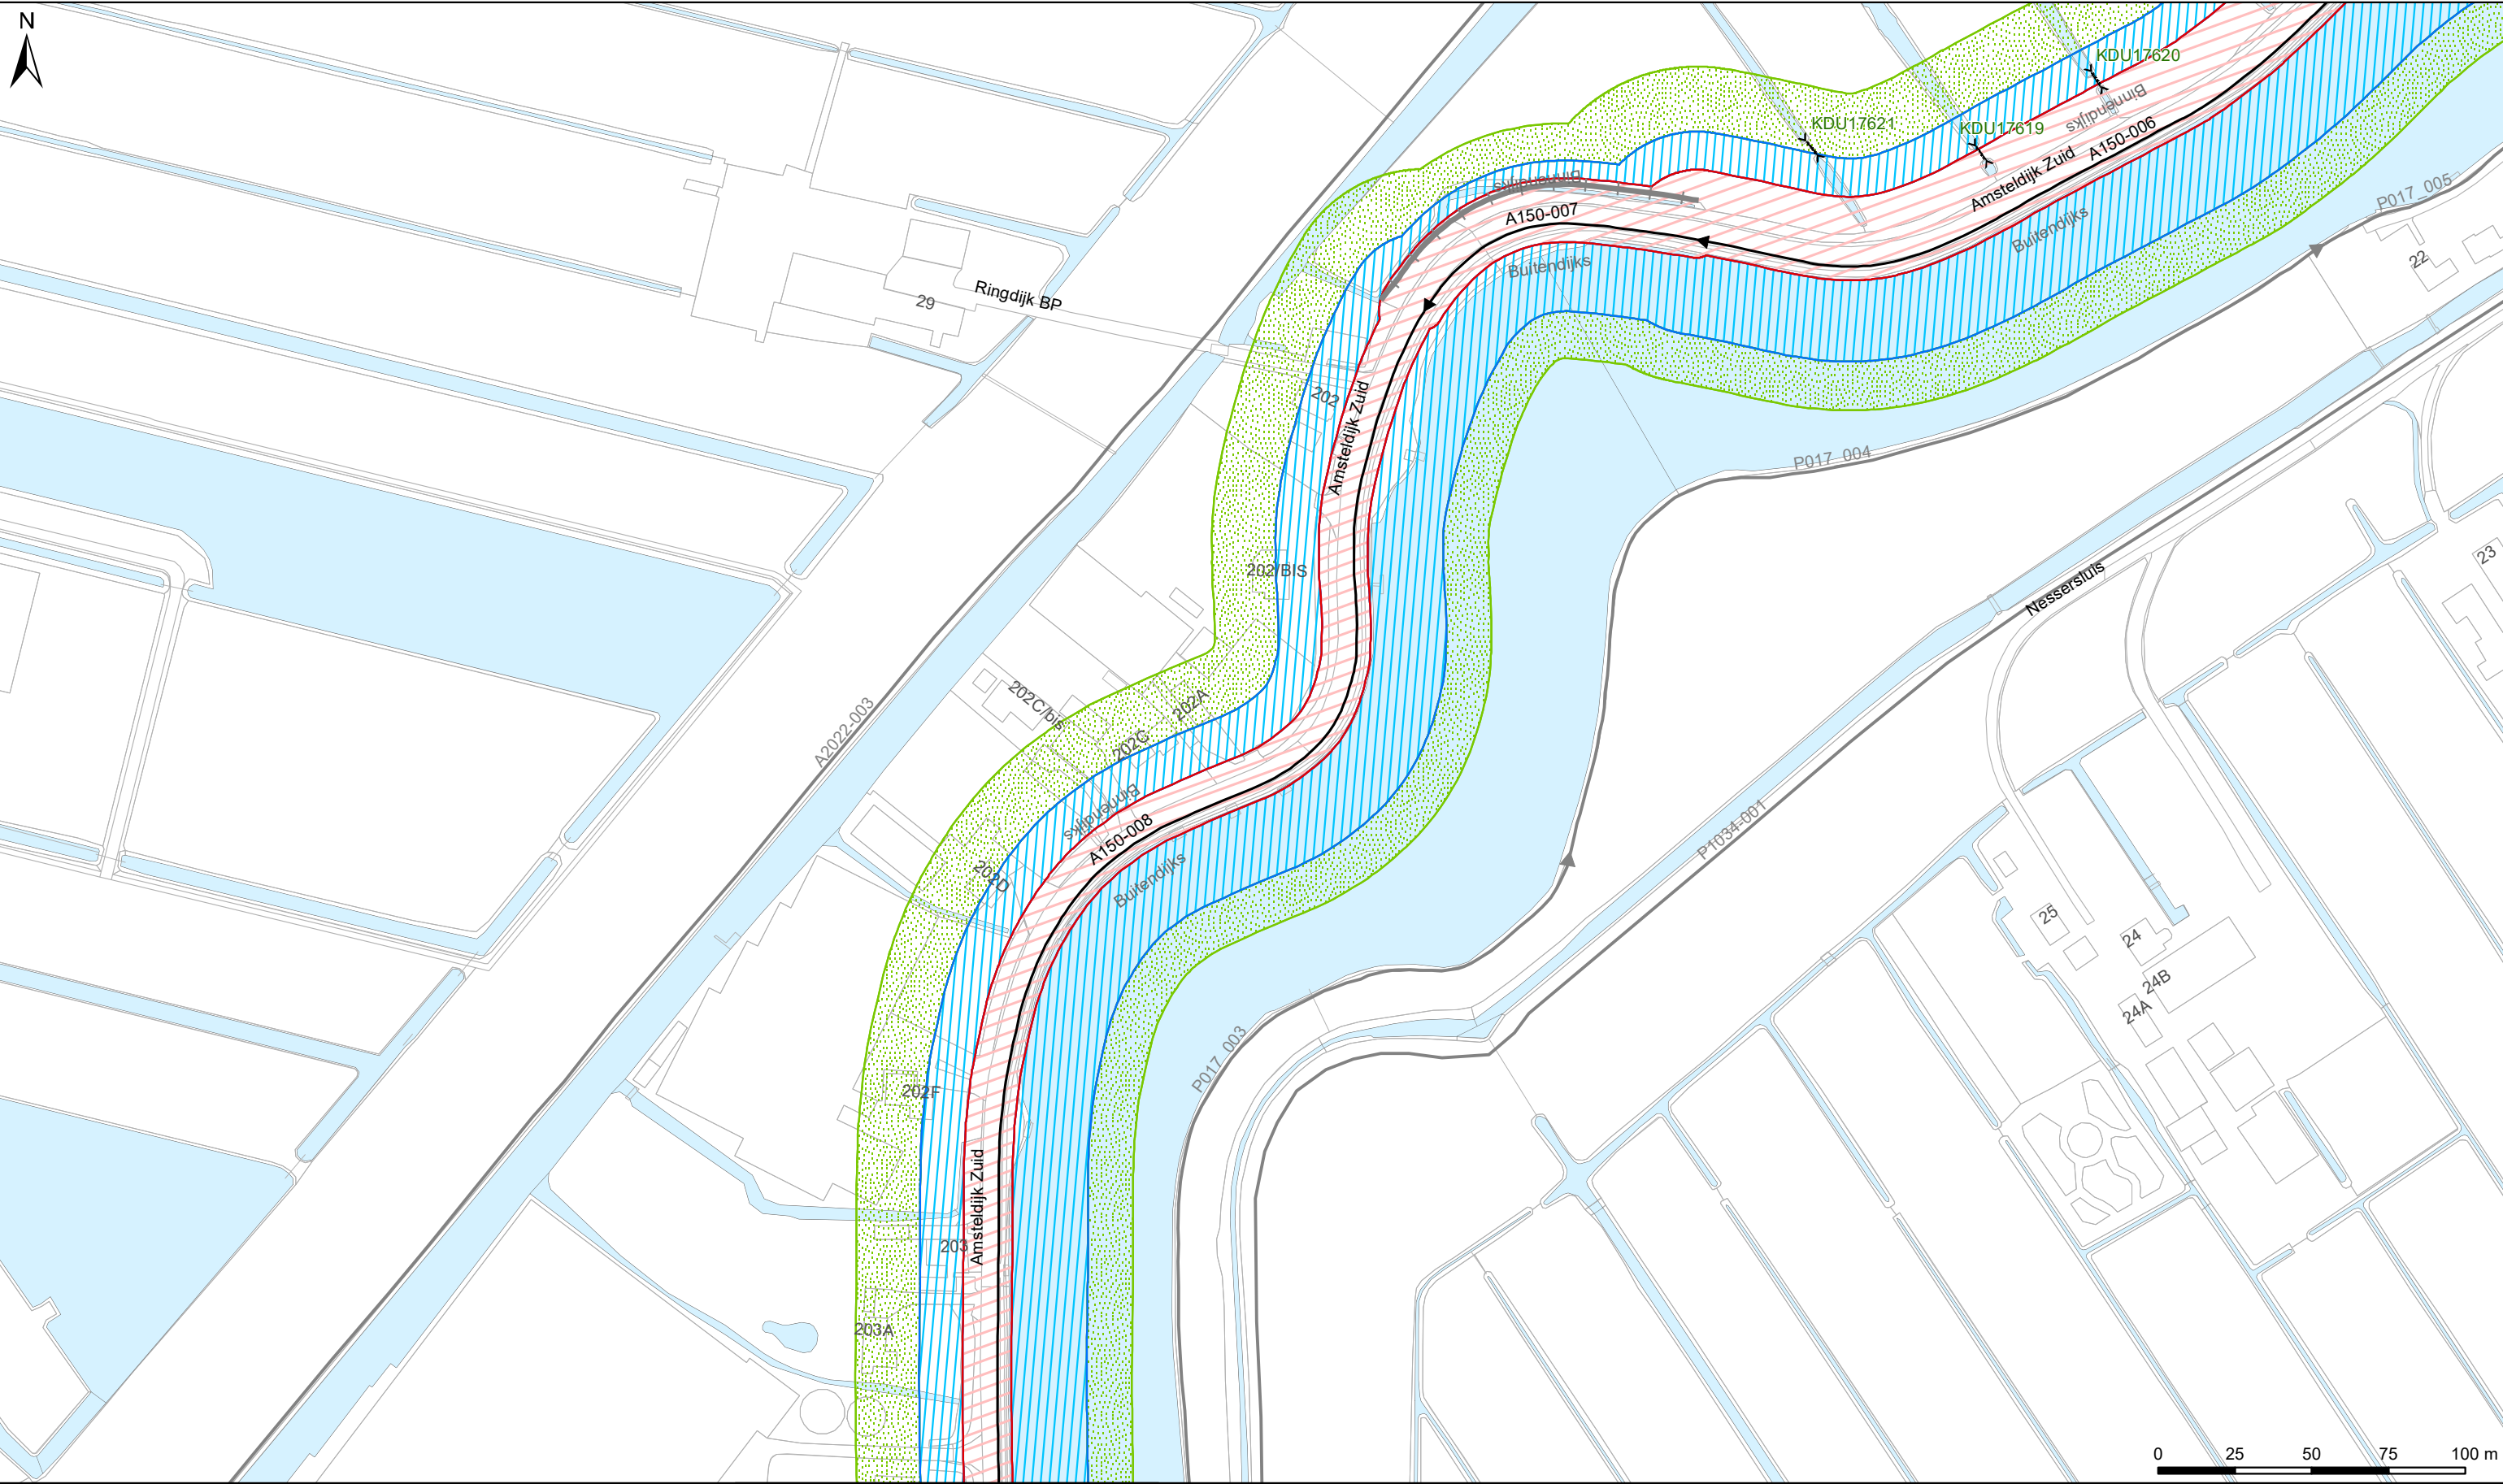 N
KDU17620
Binnendijks
KDU17621
KDU17619
A150-006
Amsteldijk Zuid
Buitendijks
P017_005
Binnendijks
A150-007
Buitendijks
22
29
Ringdijk BP
202
Amsteldijk Zuid
P017_004
23
202/BIS
Nessersluis
202A
202C/bis
202C
A2022-003
Binnendijks
A150-008
Buitendijks
P1034-001
202D
25
24
24B
24A
P017_003
202F
Amsteldijk Zuid
203
203A
0 25 50 75 100 m